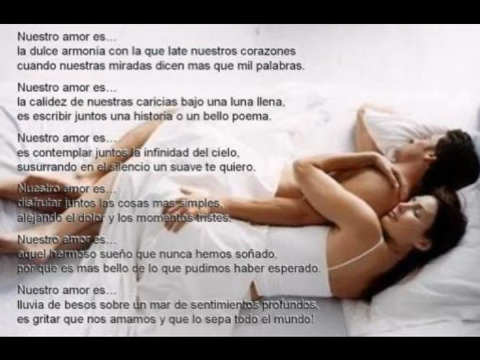 Nuestro amor es...
la dulce armonia con la que late nuestros corazones
cuando nuestras miradas dicen mas que mil palabras.
Nuestro amor es...
la calidez de nuestras caricias bajo una luna llena,
es escribir juntos una historia o un bello poema.
Nuestro amor es...
es contemplar juntos la infinidad del cielo,
susurrando en el silencio un suave te quiero.
Nuestro amor es...
disfrutar juntos las cosas mas simples,
alejando el dolor y los momentos tristes.
Nuestro amor es...
aquel hermoso sueño que nunca hemos soñado,
por que es mas bello de lo que pudimos haber esperado.
Nuestro amor es...
lluvia de besos sobre un mar de sentimientos profundos,
es gritar que nos amamos y que lo sepa todo el mundo!